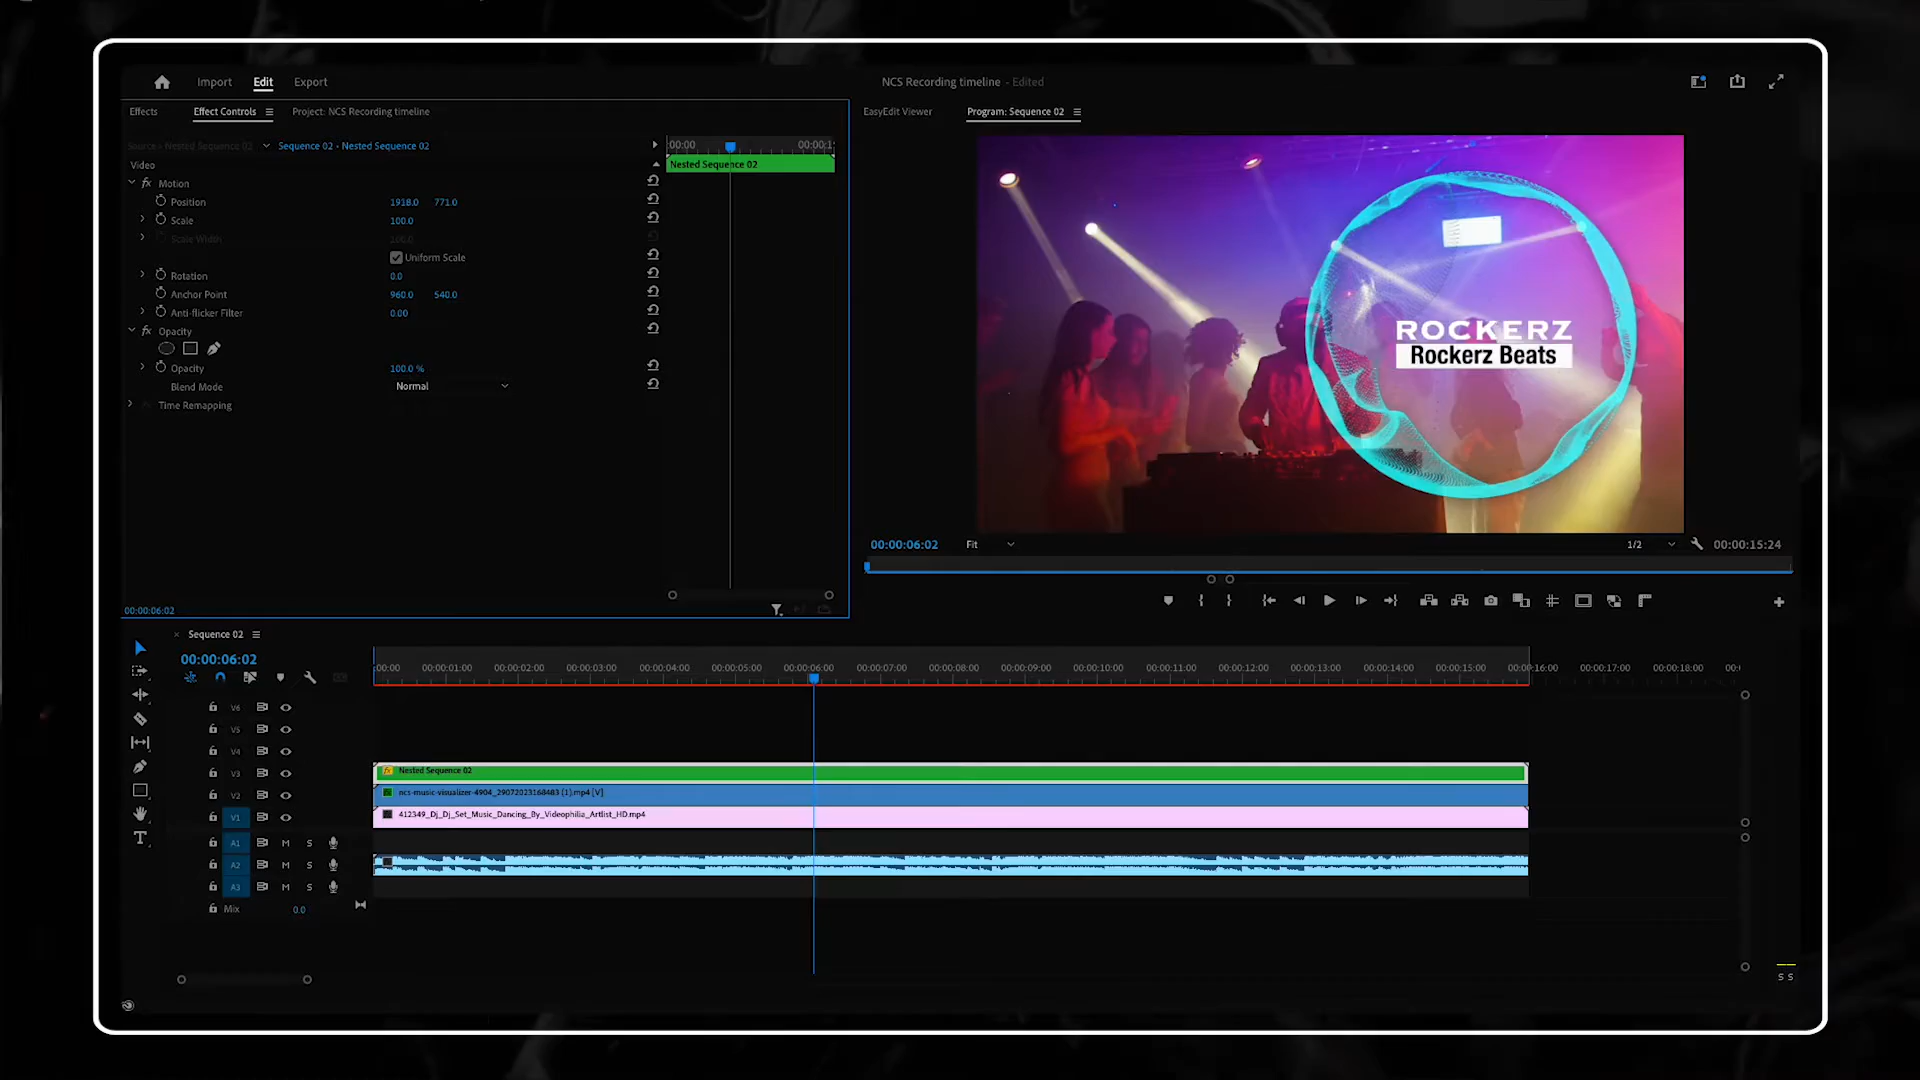 Import Edit Export
NCS Recording timeline - Edited
Effects Effect Controls Project: NCS Recording timeline
EasyEdit Viewer Program: Sequence 02
Source • Nested Sequence 02 Sequence 02 • Nested Sequence 02
:00:00 00:00:1
Video
Nested Sequence 02
fx Motion
Position 1918.0 771.0
Scale 100.0
Scale Width 100.0
Uniform Scale
Rotation 0.0
Anchor Point 960.0 540.0
Anti-flicker Filter 0.00
fx Opacity
Opacity 100.0 %
Blend Mode Normal
Time Remapping
ROCKERZ
Rockerz Beats
00:00:06:02 Fit 1/2 00:00:15:24
00:00:06:02
× Sequence 02
00:00:06:02
:00:00 00:00:01:00 00:00:02:00 00:00:03:00 00:00:04:00 00:00:05:00 00:00:06:00 00:00:07:00 00:00:08:00 00:00:09:00 00:00:10:00 00:00:11:00 00:00:12:00 00:00:13:00 00:00:14:00 00:00:15:00 00:00:16:00 00:00:17:00 00:00:18:00 00:
V6
V5
V4
V3 fx Nested Sequence 02
V2 ncs-music-visualizer-4904_29072023168483 (1).mp4 [V]
V1 412349_Dj_Dj_Set_Music_Dancing_By_Videophilia_Artlist_HD.mp4
A1 M S
A2 M S
A3 M S
Mix 0.0
S S